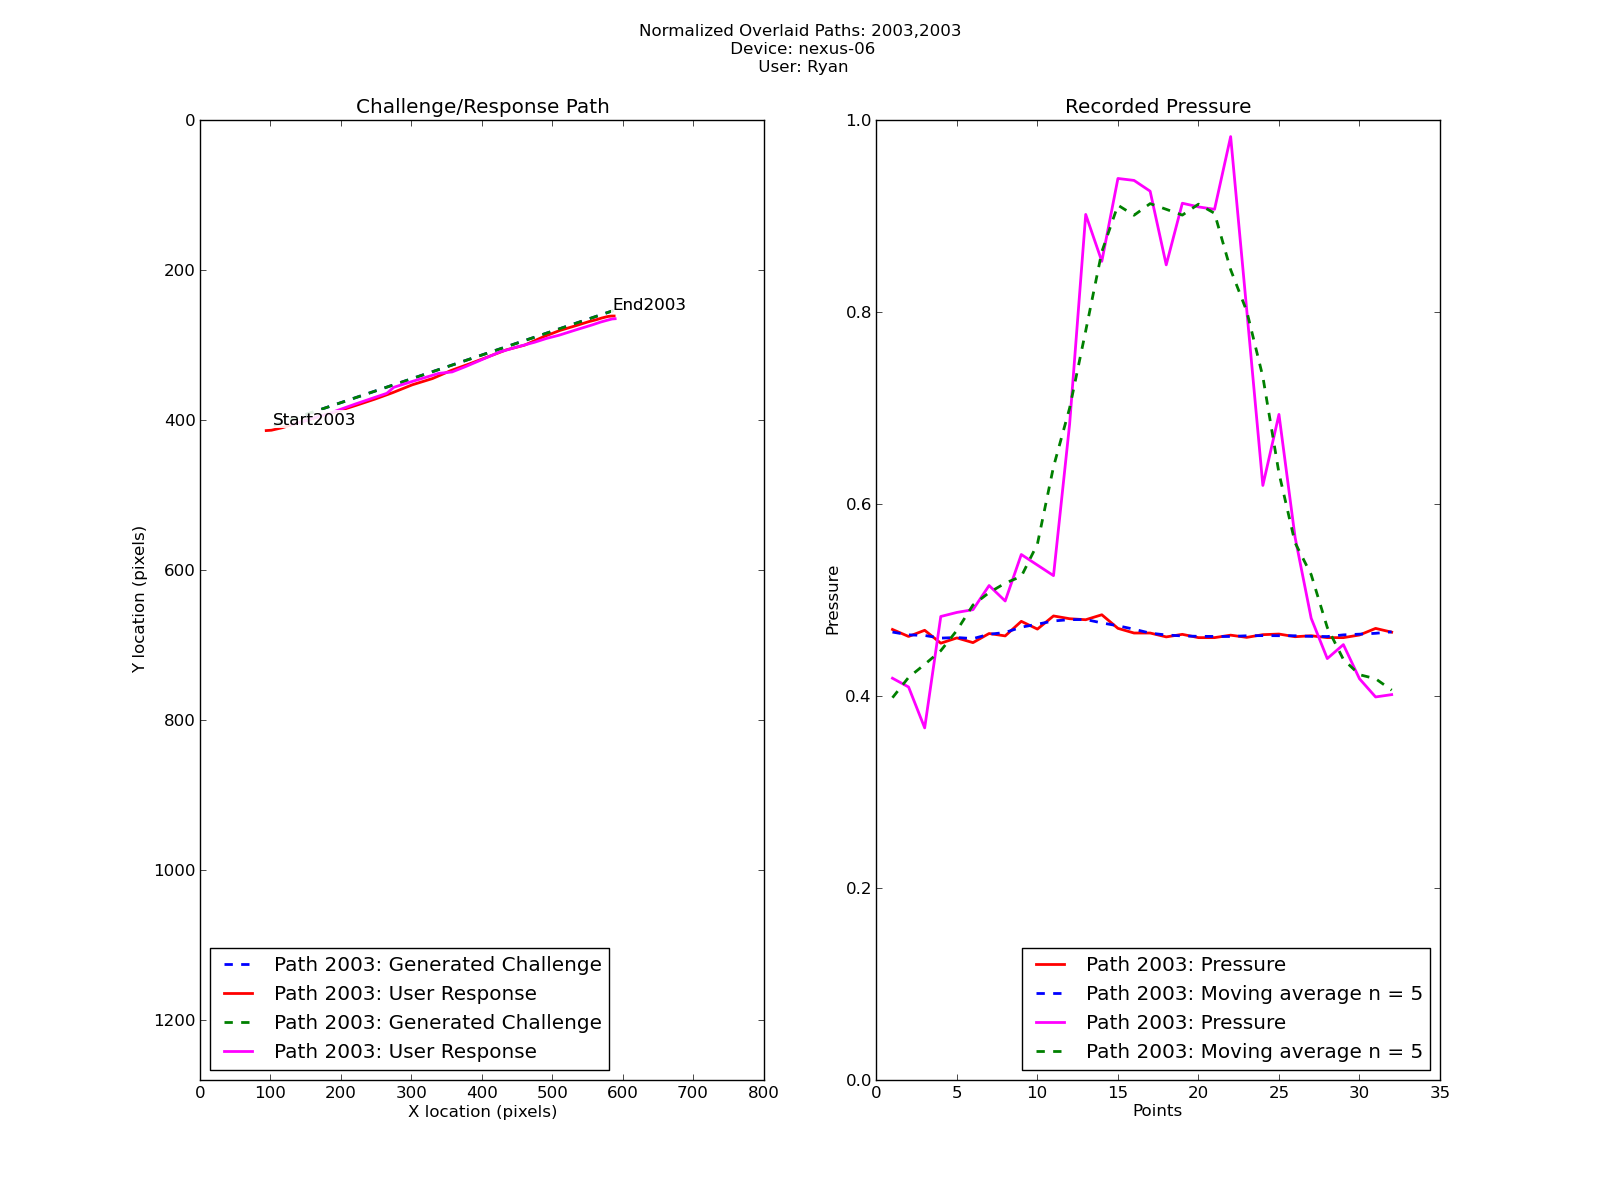 Normalized Overlaid Paths: 2003,2003
Device: nexus-06
User: Ryan
Challenge/Response Path
0
200
400
600
800
1000
1200
Y location (pixels)
End2003
Start2003
Path 2003: Generated Challenge
Path 2003: User Response
Path 2003: Generated Challenge
Path 2003: User Response
0 100 200 300 400 500 600 700 800
X location (pixels)
Recorded Pressure
1.0
0.8
0.6
0.4
0.2
0.0
Pressure
Path 2003: Pressure
Path 2003: Moving average n = 5
Path 2003: Pressure
Path 2003: Moving average n = 5
0 5 10 15 20 25 30 35
Points